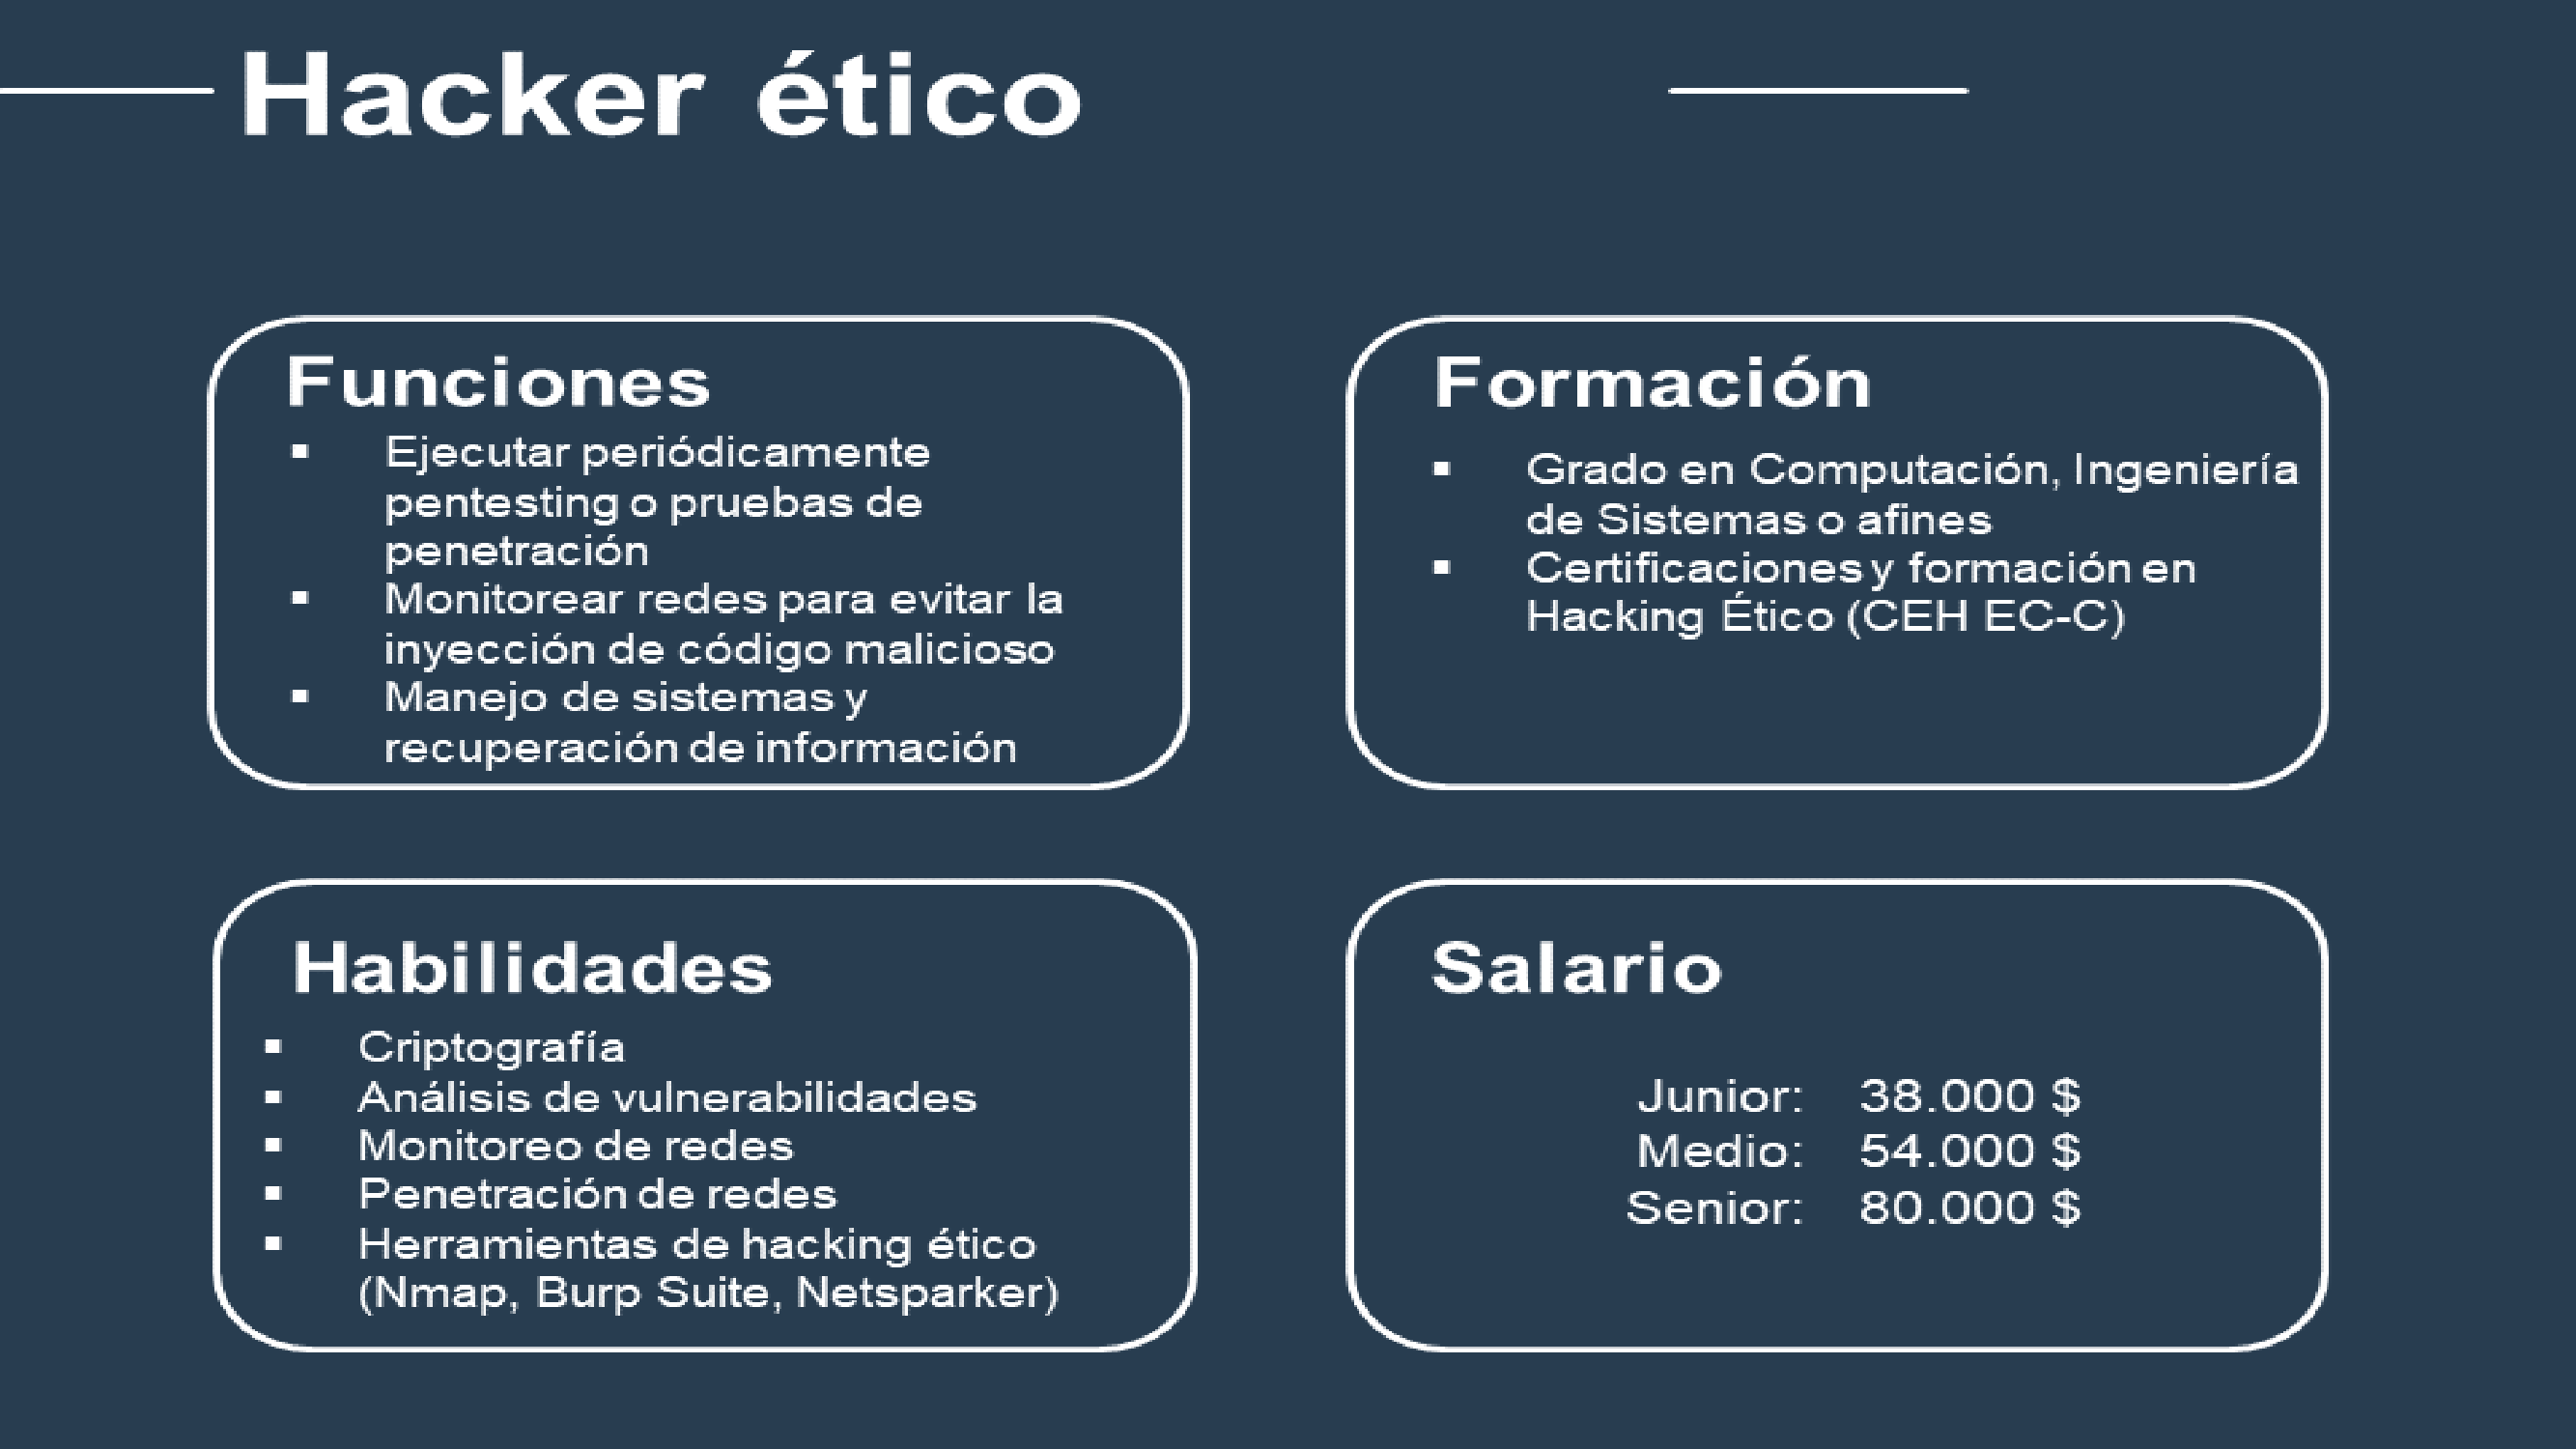 Hacker ético
Funciones
▪ Ejecutar periódicamente
pentesting o pruebas de
penetración
▪ Monitorear redes para evitar la
inyección de código malicioso
▪ Manejo de sistemas y
recuperación de información
Formación
▪ Grado en Computación, Ingeniería
de Sistemas o afines
▪ Certificaciones y formación en
Hacking Ético (CEH EC-C)
Habilidades
▪ Criptografía
▪ Análisis de vulnerabilidades
▪ Monitoreo de redes
▪ Penetración de redes
▪ Herramientas de hacking ético
(Nmap, Burp Suite, Netsparker)
Salario
Junior: 38.000 $
Medio: 54.000 $
Senior: 80.000 $